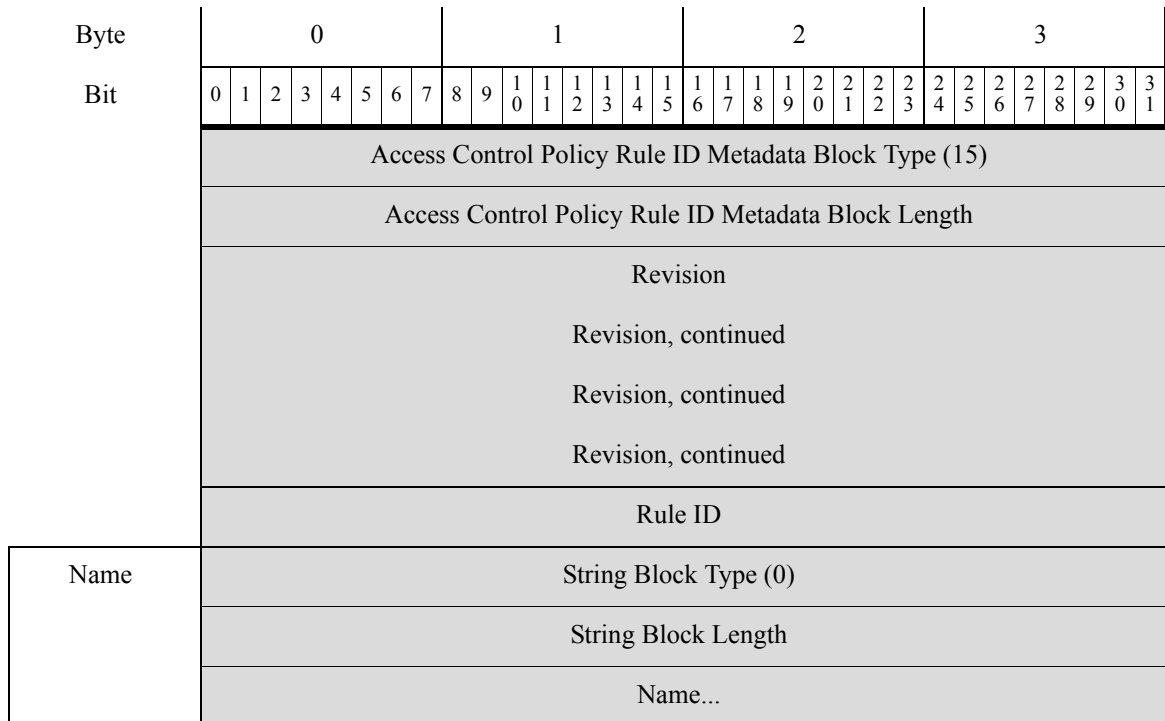 Byte 0 1 2 3
Bit 0 1 2 3 4 5 6 7 8 9 10 11 12 13 14 15 16 17 18 19 20 21 22 23 24 25 26 27 28 29 30 31
Access Control Policy Rule ID Metadata Block Type (15)
Access Control Policy Rule ID Metadata Block Length
Revision
Revision, continued
Revision, continued
Revision, continued
Rule ID
Name String Block Type (0)
String Block Length
Name...